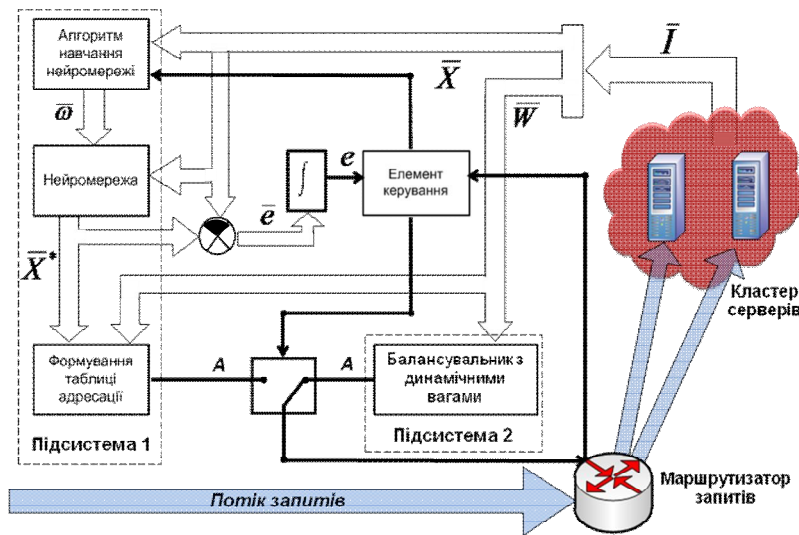 Алгоритм
навчання
нейромережі
X̅
I̅
ω̅
W̅
Нейромережа
∫
e
Елемент
керування
e̅
X̅*
Кластер
серверів
Формування
таблиці
адресації
A
A
Балансувальник з
динамічними
вагами
Підсистема 1
Підсистема 2
Потік запитів
Маршрутизатор
запитів